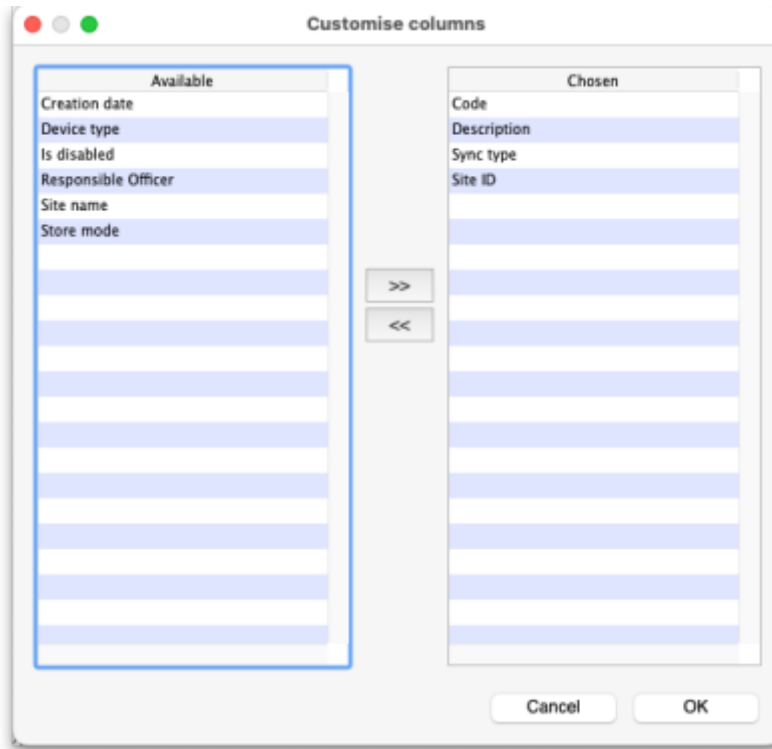 Customise columns
Available
Creation date
Device type
Is disabled
Responsible Officer
Site name
Store mode
>>
<<
Chosen
Code
Description
Sync type
Site ID
Cancel
OK